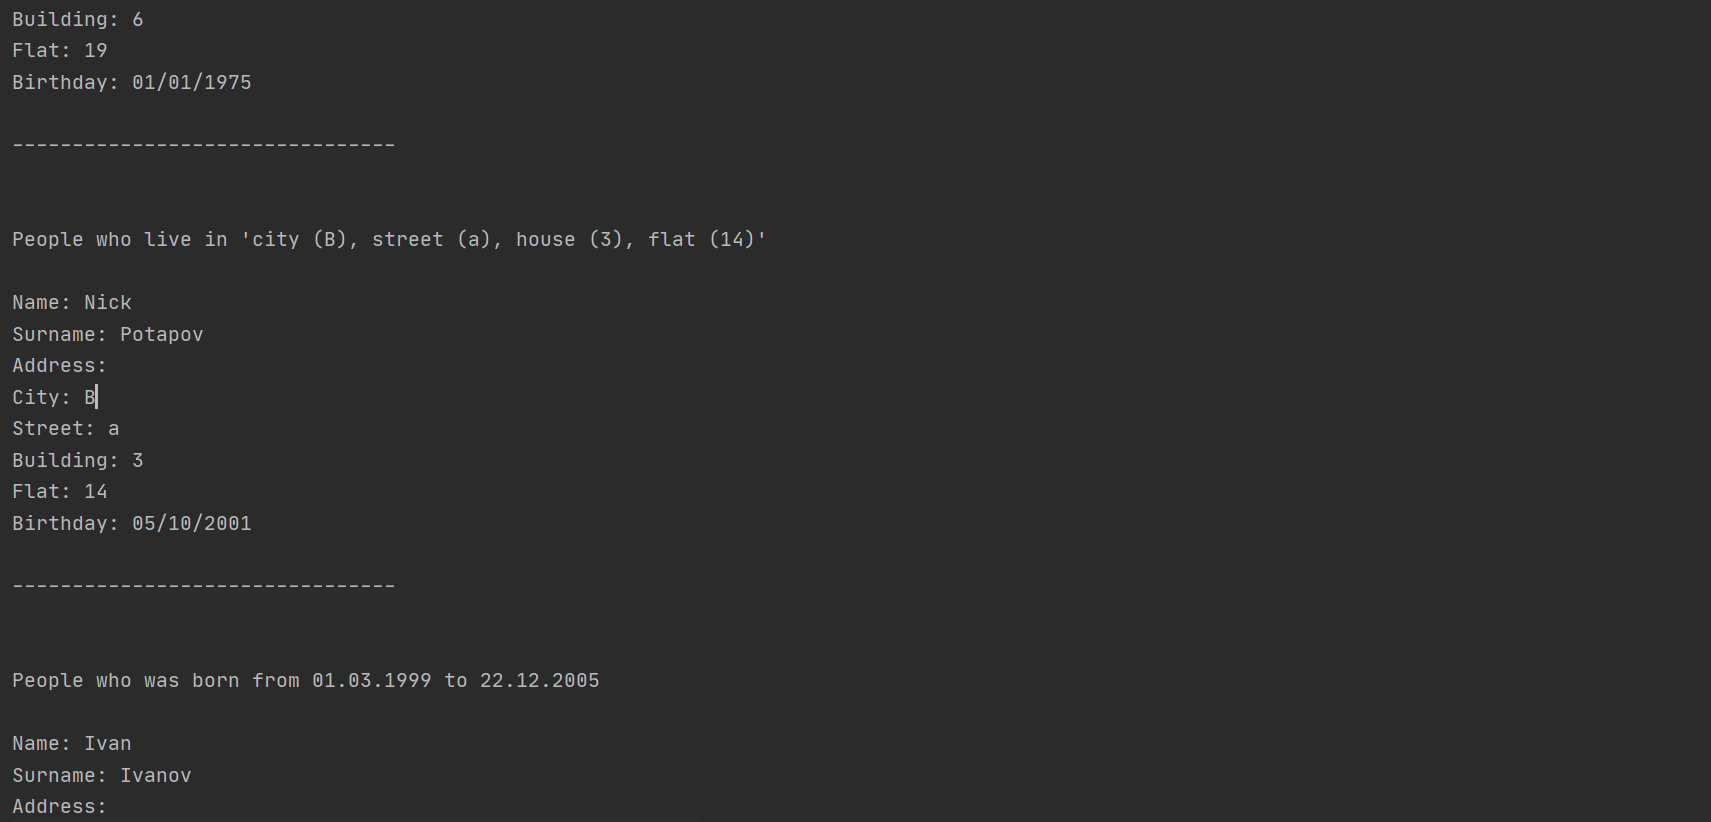 Building: 6
Flat: 19
Birthday: 01/01/1975
--------------------------------
People who live in 'city (B), street (a), house (3), flat (14)'
Name: Nick
Surname: Potapov
Address:
City: B
Street: a
Building: 3
Flat: 14
Birthday: 05/10/2001
--------------------------------
People who was born from 01.03.1999 to 22.12.2005
Name: Ivan
Surname: Ivanov
Address: